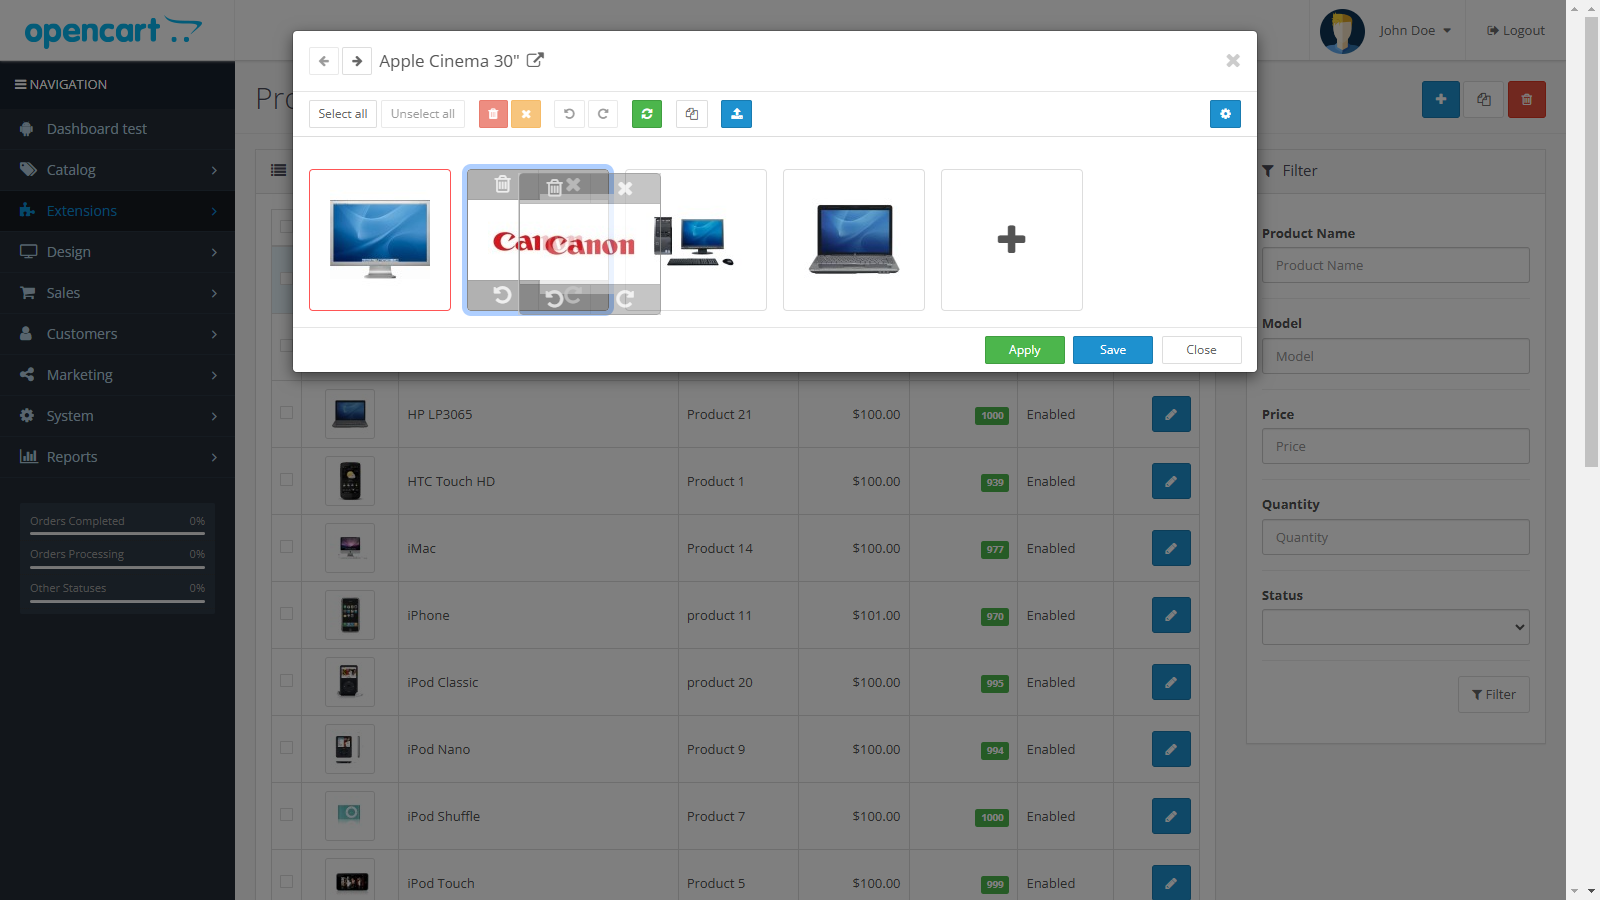 opencart
John Doe
Logout
NAVIGATION
Dashboard test
Catalog
Extensions
Design
Sales
Customers
Marketing
System
Reports
Orders Completed 0%
Orders Processing 0%
Other Statuses 0%
Apple Cinema 30"
Select all
Unselect all
Canon
Apply
Save
Close
HP LP3065 Product 21 $100.00 1000 Enabled
HTC Touch HD Product 1 $100.00 939 Enabled
iMac Product 14 $100.00 977 Enabled
iPhone product 11 $101.00 970 Enabled
iPod Classic product 20 $100.00 995 Enabled
iPod Nano Product 9 $100.00 994 Enabled
iPod Shuffle Product 7 $100.00 1000 Enabled
iPod Touch Product 5 $100.00 999 Enabled
Filter
Product Name
Product Name
Model
Model
Price
Price
Quantity
Quantity
Status
Filter